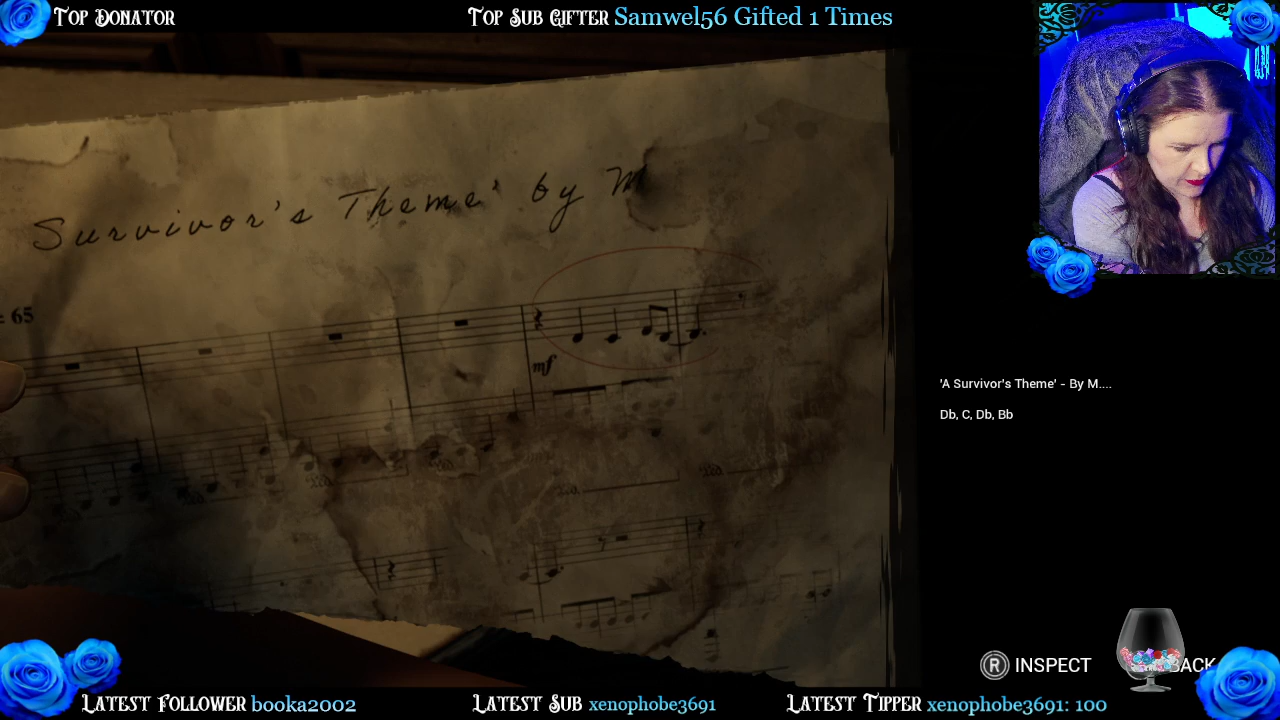 Top Donator
Top Sub Gifter Samwel56 Gifted 1 Times
Survivor's Theme' by M
= 65
mf
'A Survivor's Theme' - By M....
Db, C, Db, Bb
R INSPECT
BACK
Latest Follower booka2002
Latest Sub xenophobe3691
Latest Tipper xenophobe3691: 100